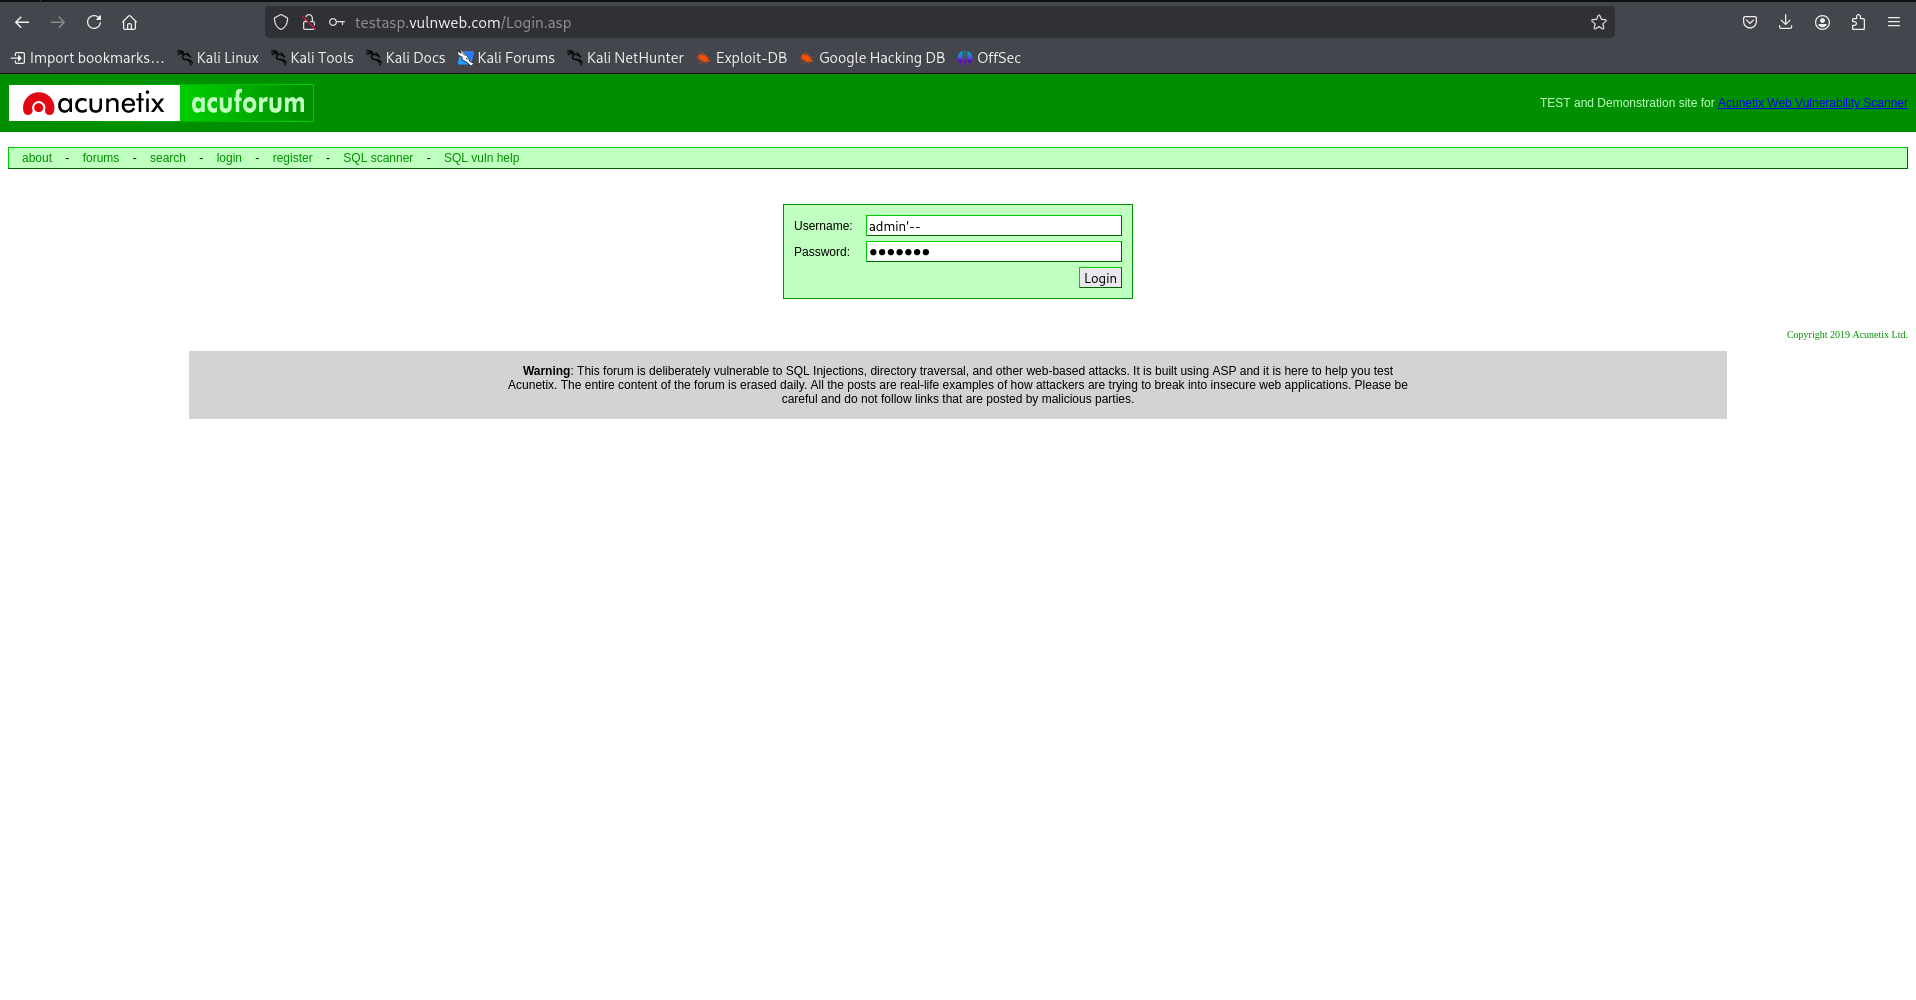 testasp.vulnweb.com/Login.asp
Import bookmarks... Kali Linux Kali Tools Kali Docs Kali Forums Kali NetHunter Exploit-DB Google Hacking DB OffSec
acunetix acuforum TEST and Demonstration site for Acunetix Web Vulnerability Scanner
about - forums - search - login - register - SQL scanner - SQL vuln help
Username: admin'--
Password: ●●●●●●●
Login
Copyright 2019 Acunetix Ltd.
Warning: This forum is deliberately vulnerable to SQL Injections, directory traversal, and other web-based attacks. It is built using ASP and it is here to help you test
Acunetix. The entire content of the forum is erased daily. All the posts are real-life examples of how attackers are trying to break into insecure web applications. Please be
careful and do not follow links that are posted by malicious parties.